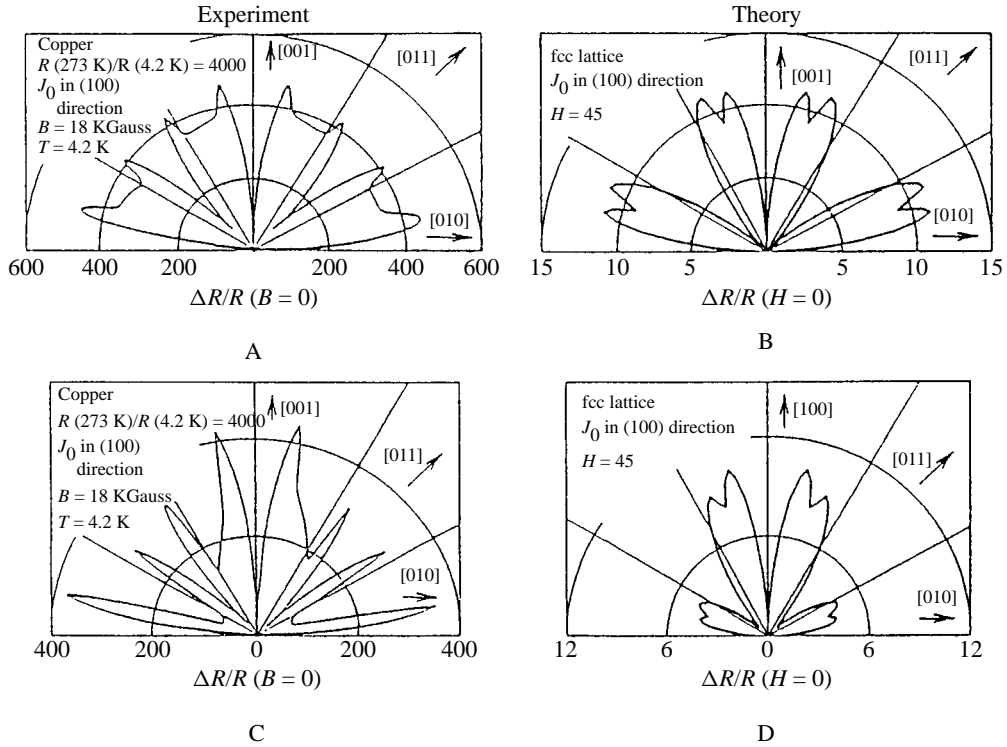 Experiment
Theory
Copper
R (273 K)/R (4.2 K) = 4000
J0 in (100)
direction
B = 18 KGauss
T = 4.2 K
[001]
[011]
[010]
600 400 200 0 200 400 600
ΔR/R (B = 0)
A
fcc lattice
J0 in (100) direction
H = 45
[001]
[011]
[010]
15 10 5 0 5 10 15
ΔR/R (H = 0)
B
Copper
R (273 K)/R (4.2 K) = 4000
J0 in (100)
direction
B = 18 KGauss
T = 4.2 K
[001]
[011]
[010]
400 200 0 200 400
ΔR/R (B = 0)
C
fcc lattice
J0 in (100) direction
H = 45
[100]
[011]
[010]
12 6 0 6 12
ΔR/R (H = 0)
D